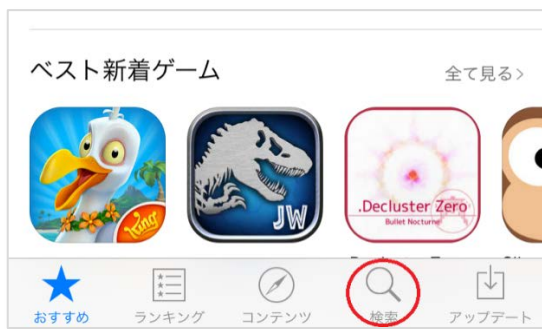 ベスト新着ゲーム
全て見る>
King
JW
.Decluster Zero
Bullet Nocturne
おすすめ
ランキング
コンテンツ
検索
アップデート